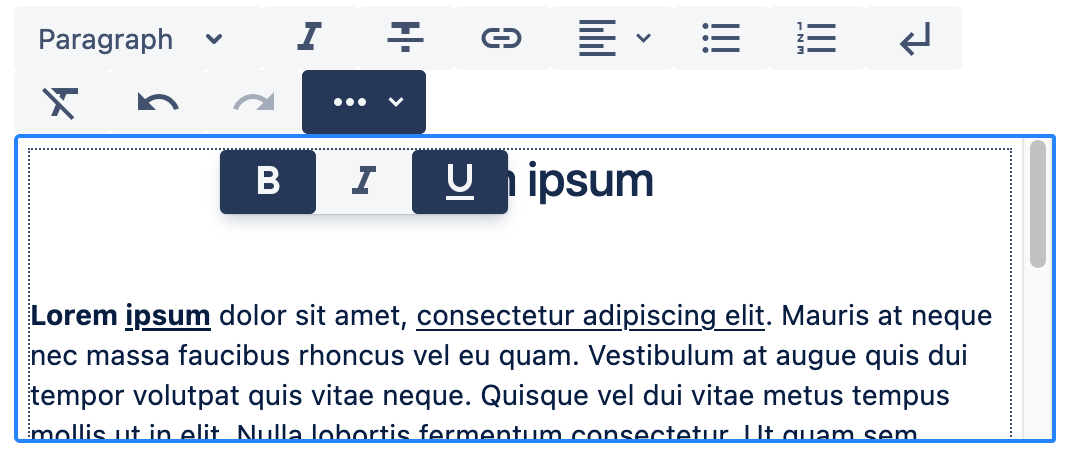 Paragraph
B I U ipsum
Lorem ipsum dolor sit amet, consectetur adipiscing elit. Mauris at neque
nec massa faucibus rhoncus vel eu quam. Vestibulum at augue quis dui
tempor volutpat quis vitae neque. Quisque vel dui vitae metus tempus
mollis ut in elit. Nulla lobortis fermentum consectetur. Ut quam sem